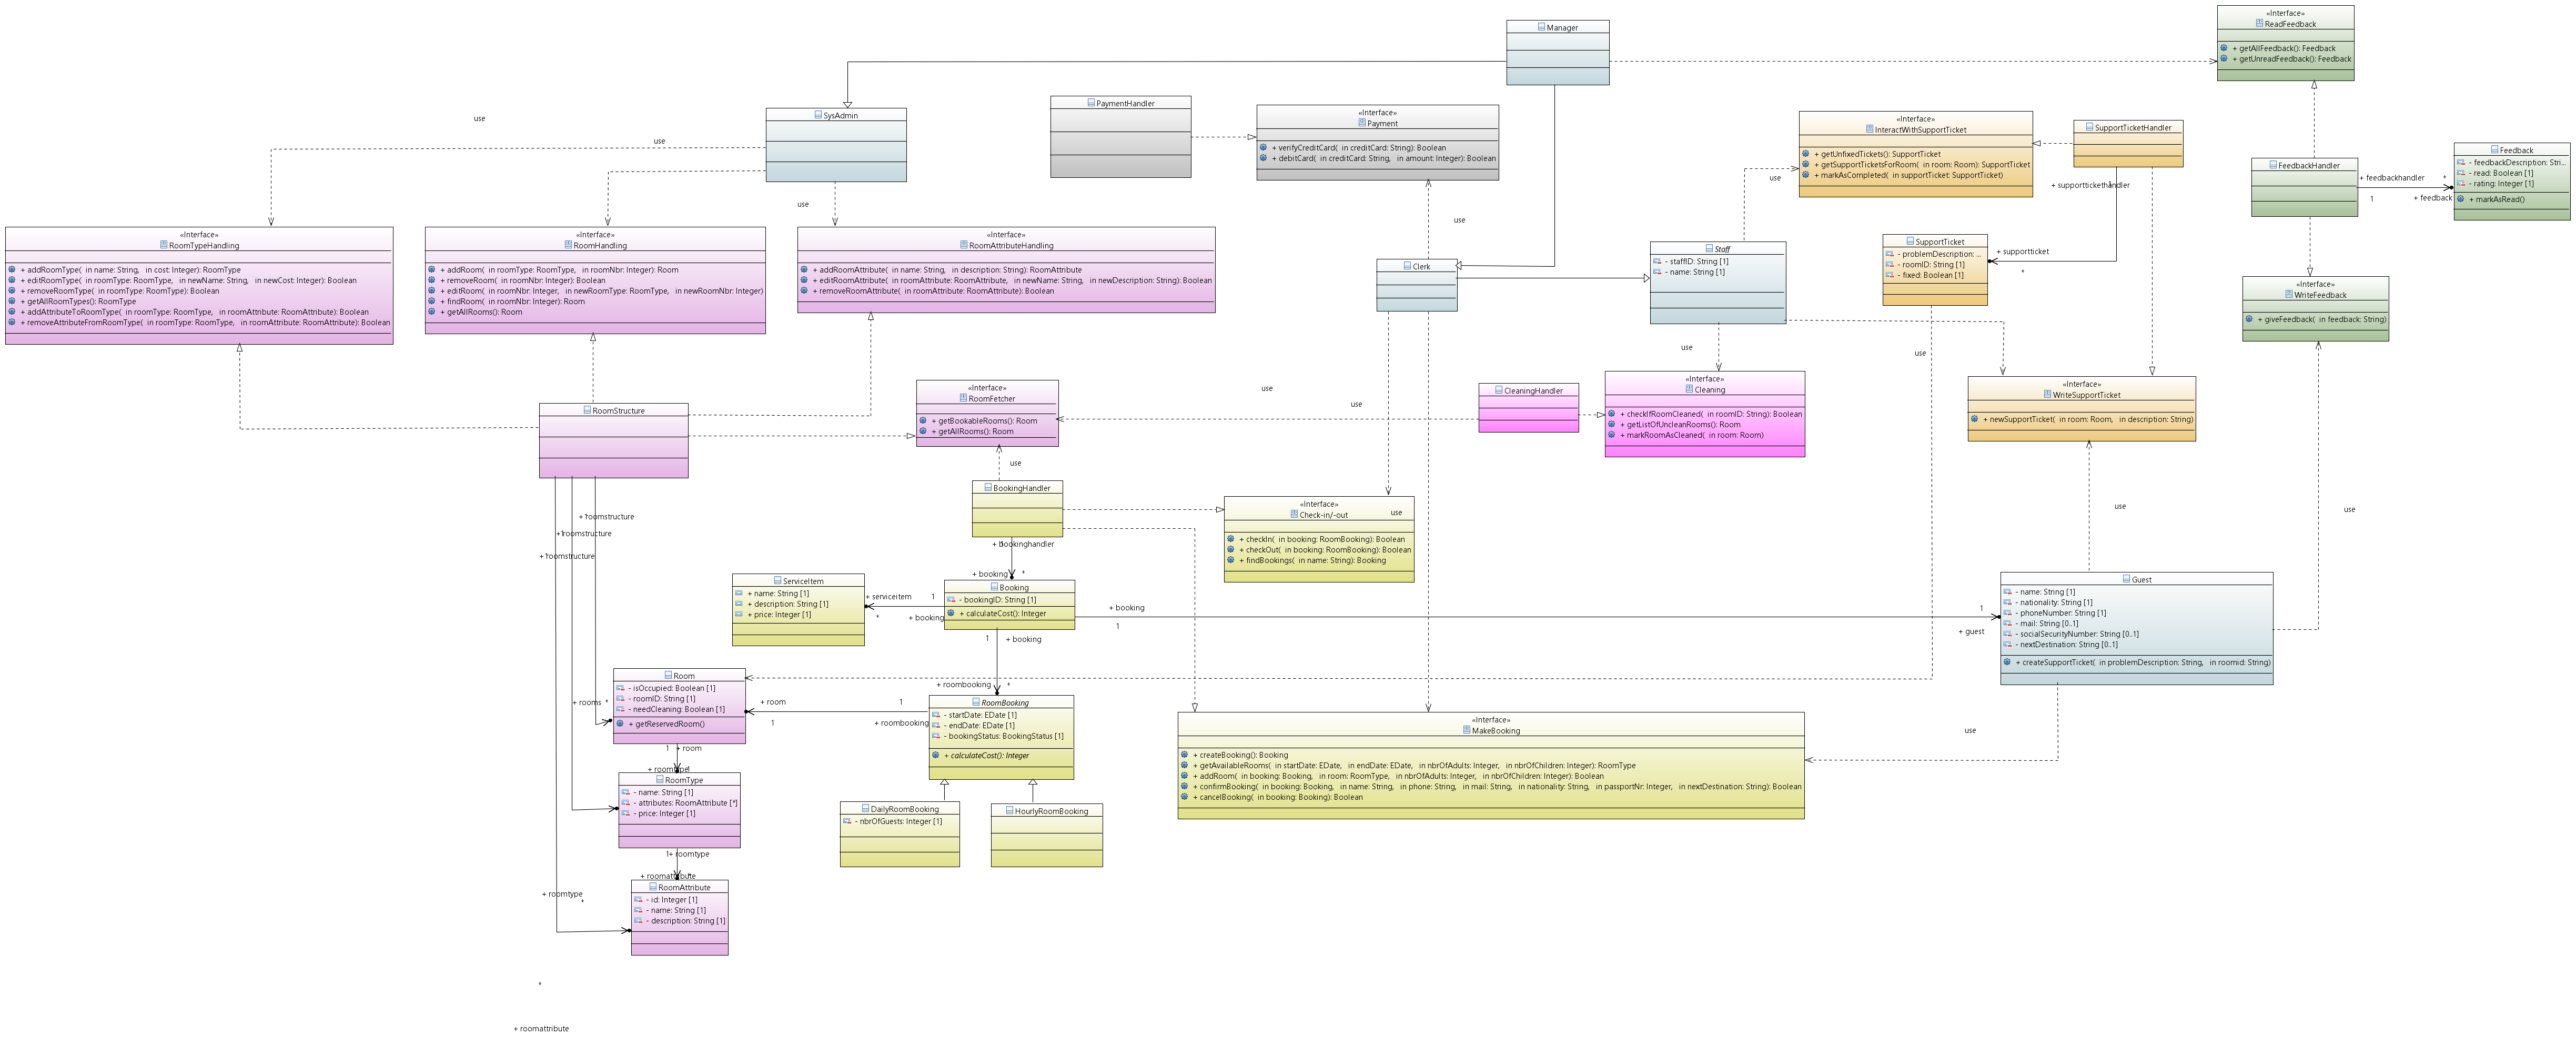 Manager
«Interface»
ReadFeedback
+ getAllFeedback(): Feedback
+ getUnreadFeedback(): Feedback
SysAdmin
PaymentHandler
«Interface»
Payment
+ verifyCreditCard( in creditCard: String): Boolean
+ debitCard( in creditCard: String, in amount: Integer): Boolean
«Interface»
InteractWithSupportTicket
+ getUnfixedTickets(): SupportTicket
+ getSupportTicketsForRoom( in room: Room): SupportTicket
+ markAsCompleted( in supportTicket: SupportTicket)
SupportTicketHandler
FeedbackHandler
Feedback
- feedbackDescription: Stri...
- read: Boolean [1]
- rating: Integer [1]
+ markAsRead()
+ feedbackhandler
1
*
+ feedback
use
use
use
use
use
+ supporttickethandler
«Interface»
RoomTypeHandling
+ addRoomType( in name: String, in cost: Integer): RoomType
+ editRoomType( in roomType: RoomType, in newName: String, in newCost: Integer): Boolean
+ removeRoomType( in roomType: RoomType): Boolean
+ getAllRoomTypes(): RoomType
+ addAttributeToRoomType( in roomType: RoomType, in roomAttribute: RoomAttribute): Boolean
+ removeAttributeFromRoomType( in roomType: RoomType, in roomAttribute: RoomAttribute): Boolean
«Interface»
RoomHandling
+ addRoom( in roomType: RoomType, in roomNbr: Integer): Room
+ removeRoom( in roomNbr: Integer): Boolean
+ editRoom( in roomNbr: Integer, in newRoomType: RoomType, in newRoomNbr: Integer)
+ findRoom( in roomNbr: Integer): Room
+ getAllRooms(): Room
«Interface»
RoomAttributeHandling
+ addRoomAttribute( in name: String, in description: String): RoomAttribute
+ editRoomAttribute( in roomAttribute: RoomAttribute, in newName: String, in newDescription: String): Boolean
+ removeRoomAttribute( in roomAttribute: RoomAttribute): Boolean
Clerk
Staff
- staffID: String [1]
- name: String [1]
SupportTicket
- problemDescription: ...
- roomID: String [1]
- fixed: Boolean [1]
+ supportticket
*
«Interface»
WriteFeedback
+ giveFeedback( in feedback: String)
use
use
use
use
RoomStructure
«Interface»
RoomFetcher
+ getBookableRooms(): Room
+ getAllRooms(): Room
CleaningHandler
«Interface»
Cleaning
+ checkIfRoomCleaned( in roomID: String): Boolean
+ getListOfUncleanRooms(): Room
+ markRoomAsCleaned( in room: Room)
«Interface»
WriteSupportTicket
+ newSupportTicket( in room: Room, in description: String)
use
BookingHandler
«Interface»
Check-in/-out
+ checkIn( in booking: RoomBooking): Boolean
+ checkOut( in booking: RoomBooking): Boolean
+ findBookings( in name: String): Booking
use
use
use
+ roomstructure
+ roomstructure
+ roomstructure
+ bookinghandler
+ booking
*
ServiceItem
+ name: String [1]
+ description: String [1]
+ price: Integer [1]
+ serviceitem
1
*
+ booking
Booking
- bookingID: String [1]
+ calculateCost(): Integer
+ booking
1
1
+ guest
Guest
- name: String [1]
- nationality: String [1]
- phoneNumber: String [1]
- mail: String [0..1]
- socialSecurityNumber: String [0..1]
- nextDestination: String [0..1]
+ createSupportTicket( in problemDescription: String, in roomid: String)
1
+ booking
+ roombooking
*
Room
- isOccupied: Boolean [1]
- roomID: String [1]
- needCleaning: Boolean [1]
+ getReservedRoom()
+ rooms
*
+ room
1
1
+ roombooking
RoomBooking
- startDate: EDate [1]
- endDate: EDate [1]
- bookingStatus: BookingStatus [1]
+ calculateCost(): Integer
«Interface»
MakeBooking
+ createBooking(): Booking
+ getAvailableRooms( in startDate: EDate, in endDate: EDate, in nbrOfAdults: Integer, in nbrOfChildren: Integer): RoomType
+ addRoom( in booking: Booking, in room: RoomType, in nbrOfAdults: Integer, in nbrOfChildren: Integer): Boolean
+ confirmBooking( in booking: Booking, in name: String, in phone: String, in mail: String, in nationality: String, in passportNr: Integer, in nextDestination: String): Boolean
+ cancelBooking( in booking: Booking): Boolean
use
1
+ room
+ roomtype
RoomType
- name: String [1]
- attributes: RoomAttribute [*]
- price: Integer [1]
DailyRoomBooking
- nbrOfGuests: Integer [1]
HourlyRoomBooking
1
+ roomtype
+ roomattribute
RoomAttribute
- id: Integer [1]
- name: String [1]
- description: String [1]
+ roomtype
*
*
+ roomattribute